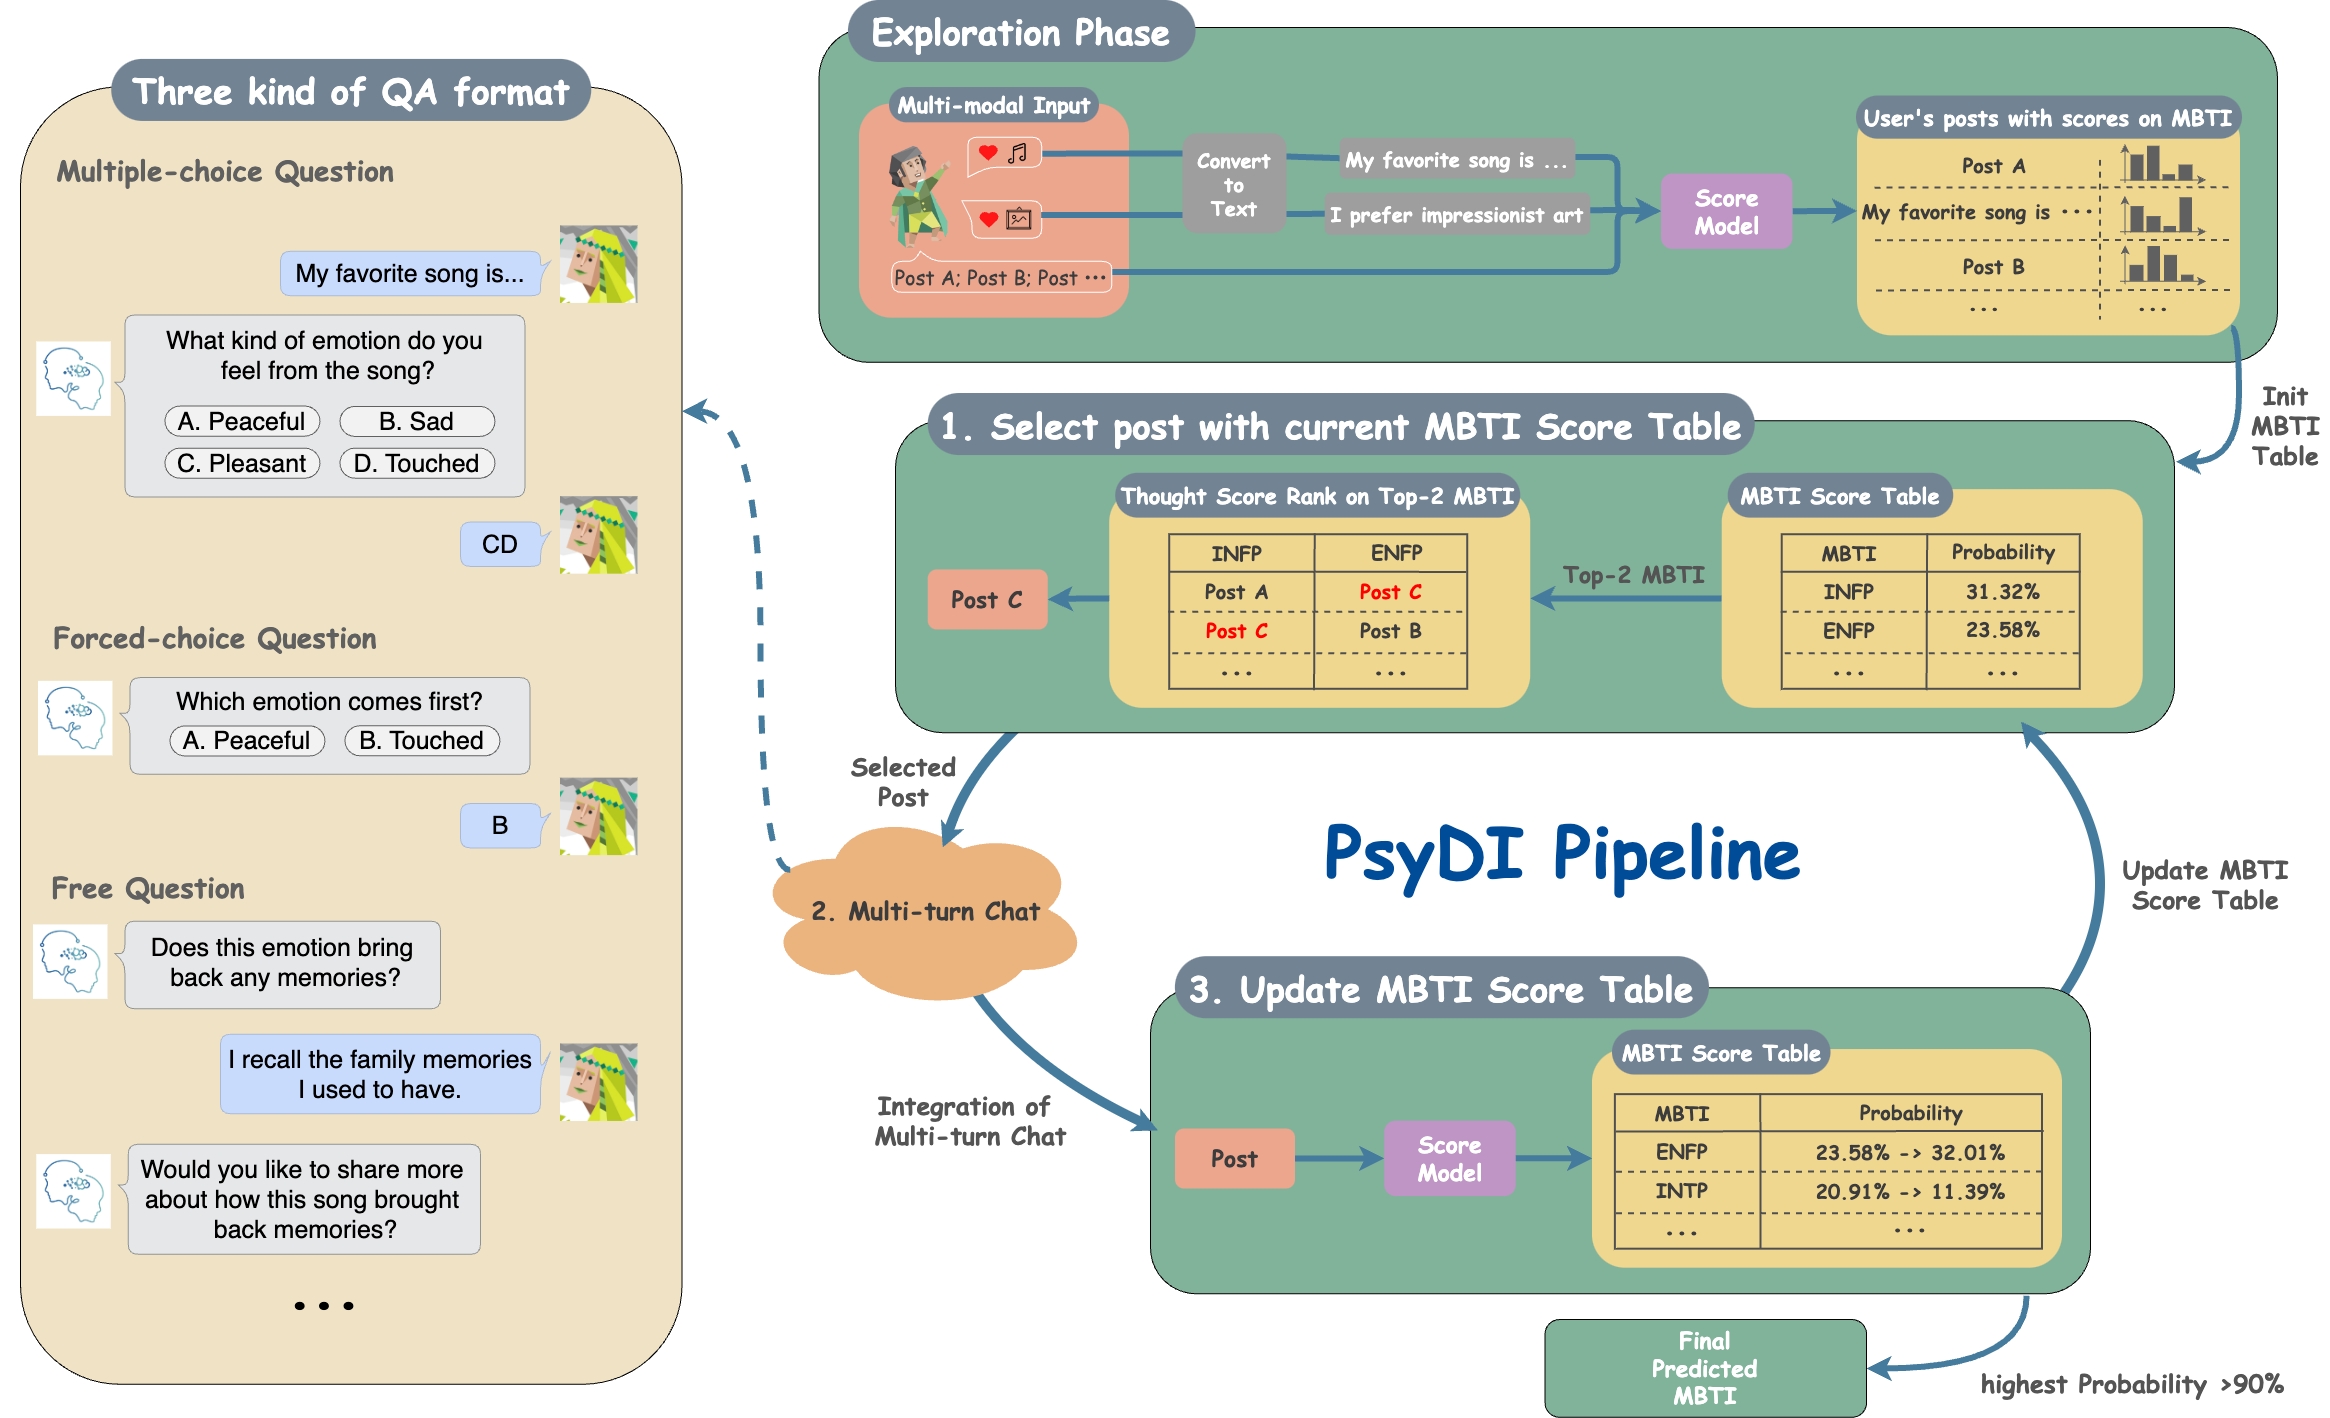 Three kind of QA format
Multiple-choice Question
My favorite song is...
What kind of emotion do you
feel from the song?
A. Peaceful
B. Sad
C. Pleasant
D. Touched
CD
Forced-choice Question
Which emotion comes first?
A. Peaceful
B. Touched
B
Free Question
Does this emotion bring
back any memories?
I recall the family memories
I used to have.
Would you like to share more
about how this song brought
back memories?
...
Exploration Phase
Multi-modal Input
Post A; Post B; Post ...
Convert
to
Text
My favorite song is ...
I prefer impressionist art
Score
Model
User's posts with scores on MBTI
Post A
My favorite song is ...
Post B
... ...
Init
MBTI
Table
1. Select post with current MBTI Score Table
Post C
Thought Score Rank on Top-2 MBTI
INFP ENFP
Post A Post C
Post C Post B
... ...
Top-2 MBTI
MBTI Score Table
MBTI Probability
INFP 31.32%
ENFP 23.58%
... ...
Selected
Post
2. Multi-turn Chat
PsyDI Pipeline
Update MBTI
Score Table
Integration of
Multi-turn Chat
3. Update MBTI Score Table
Post
Score
Model
MBTI Score Table
MBTI Probability
ENFP 23.58% -> 32.01%
INTP 20.91% -> 11.39%
... ...
Final
Predicted
MBTI
highest Probability >90%